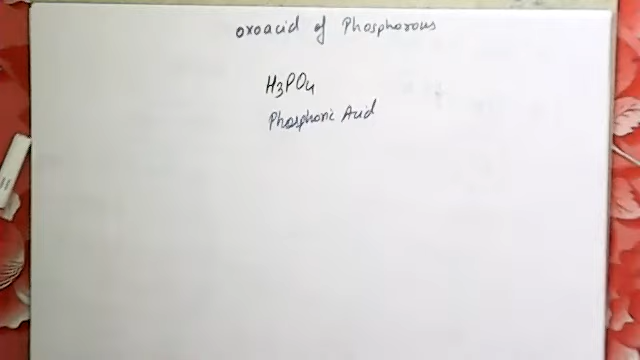 oxoacid of Phosphorous
H₃PO₄
Phosphoric Acid